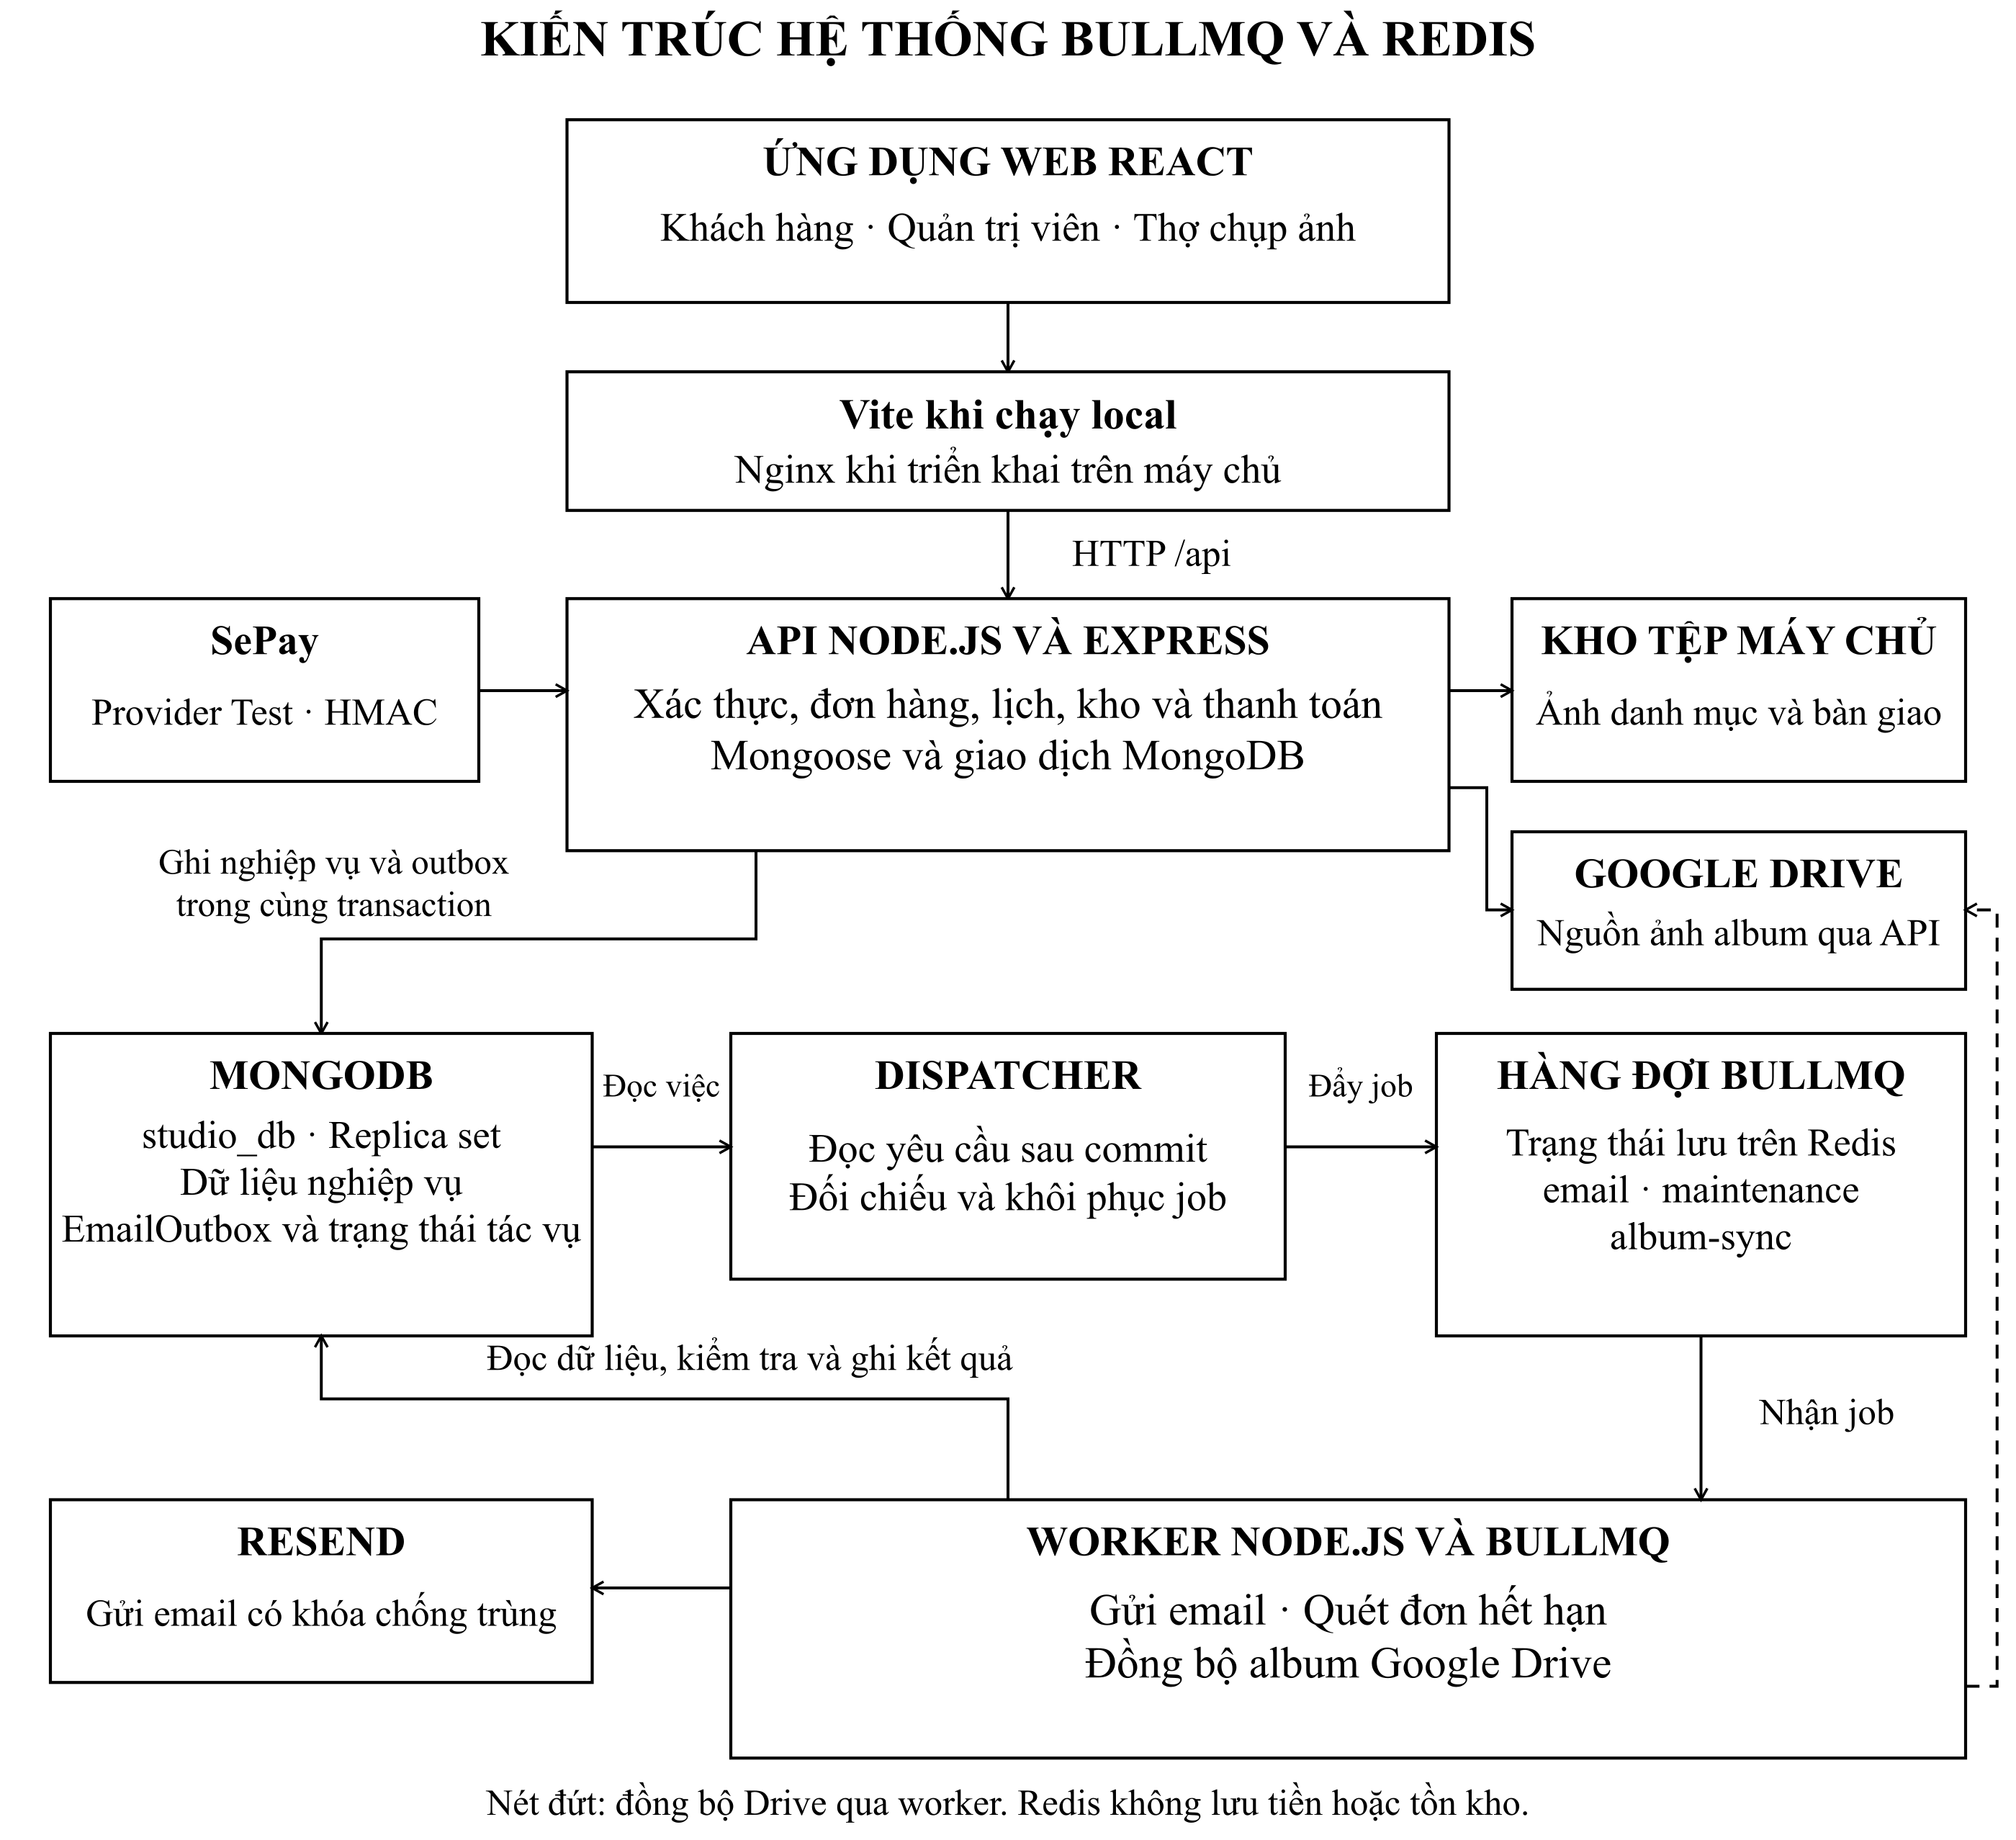 KIẾN TRÚC HỆ THỐNG BULLMQ VÀ REDIS
ỨNG DỤNG WEB REACT
Khách hàng · Quản trị viên · Thợ chụp ảnh
Vite khi chạy local
Nginx khi triển khai trên máy chủ
HTTP /api
SePay
Provider Test · HMAC
API NODE.JS VÀ EXPRESS
Xác thực, đơn hàng, lịch, kho và thanh toán
Mongoose và giao dịch MongoDB
KHO TỆP MÁY CHỦ
Ảnh danh mục và bàn giao
Ghi nghiệp vụ và outbox
trong cùng transaction
GOOGLE DRIVE
Nguồn ảnh album qua API
MONGODB
studio_db · Replica set
Dữ liệu nghiệp vụ
EmailOutbox và trạng thái tác vụ
Đọc việc
DISPATCHER
Đọc yêu cầu sau commit
Đối chiếu và khôi phục job
Đẩy job
HÀNG ĐỢI BULLMQ
Trạng thái lưu trên Redis
email · maintenance
album-sync
Đọc dữ liệu, kiểm tra và ghi kết quả
Nhận job
RESEND
Gửi email có khóa chống trùng
WORKER NODE.JS VÀ BULLMQ
Gửi email · Quét đơn hết hạn
Đồng bộ album Google Drive
Nét đứt: đồng bộ Drive qua worker. Redis không lưu tiền hoặc tồn kho.